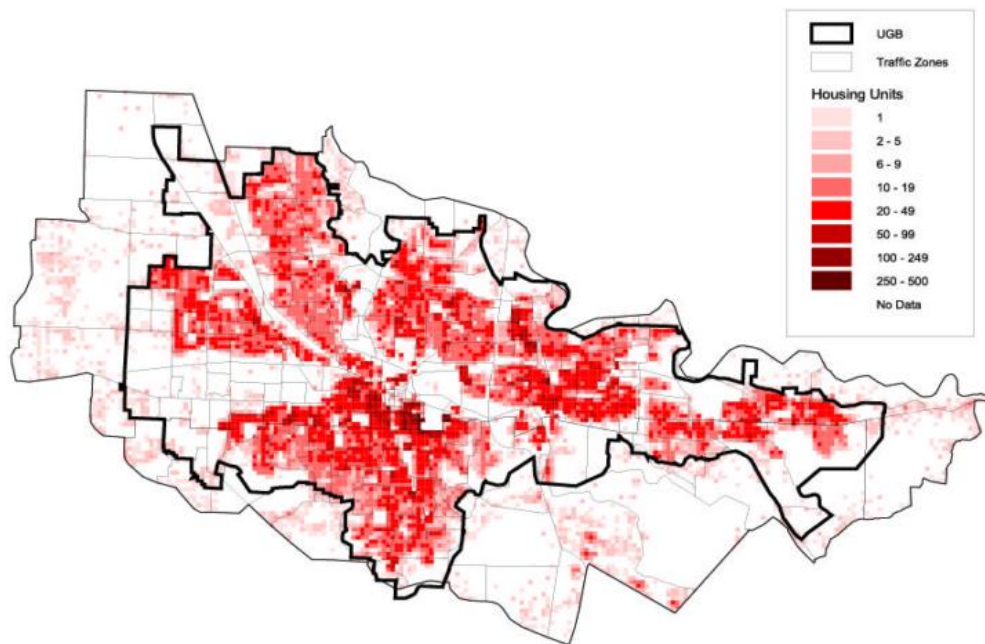 UGB
Traffic Zones
Housing Units
1
2 - 5
6 - 9
10 - 19
20 - 49
50 - 99
100 - 249
250 - 500
No Data